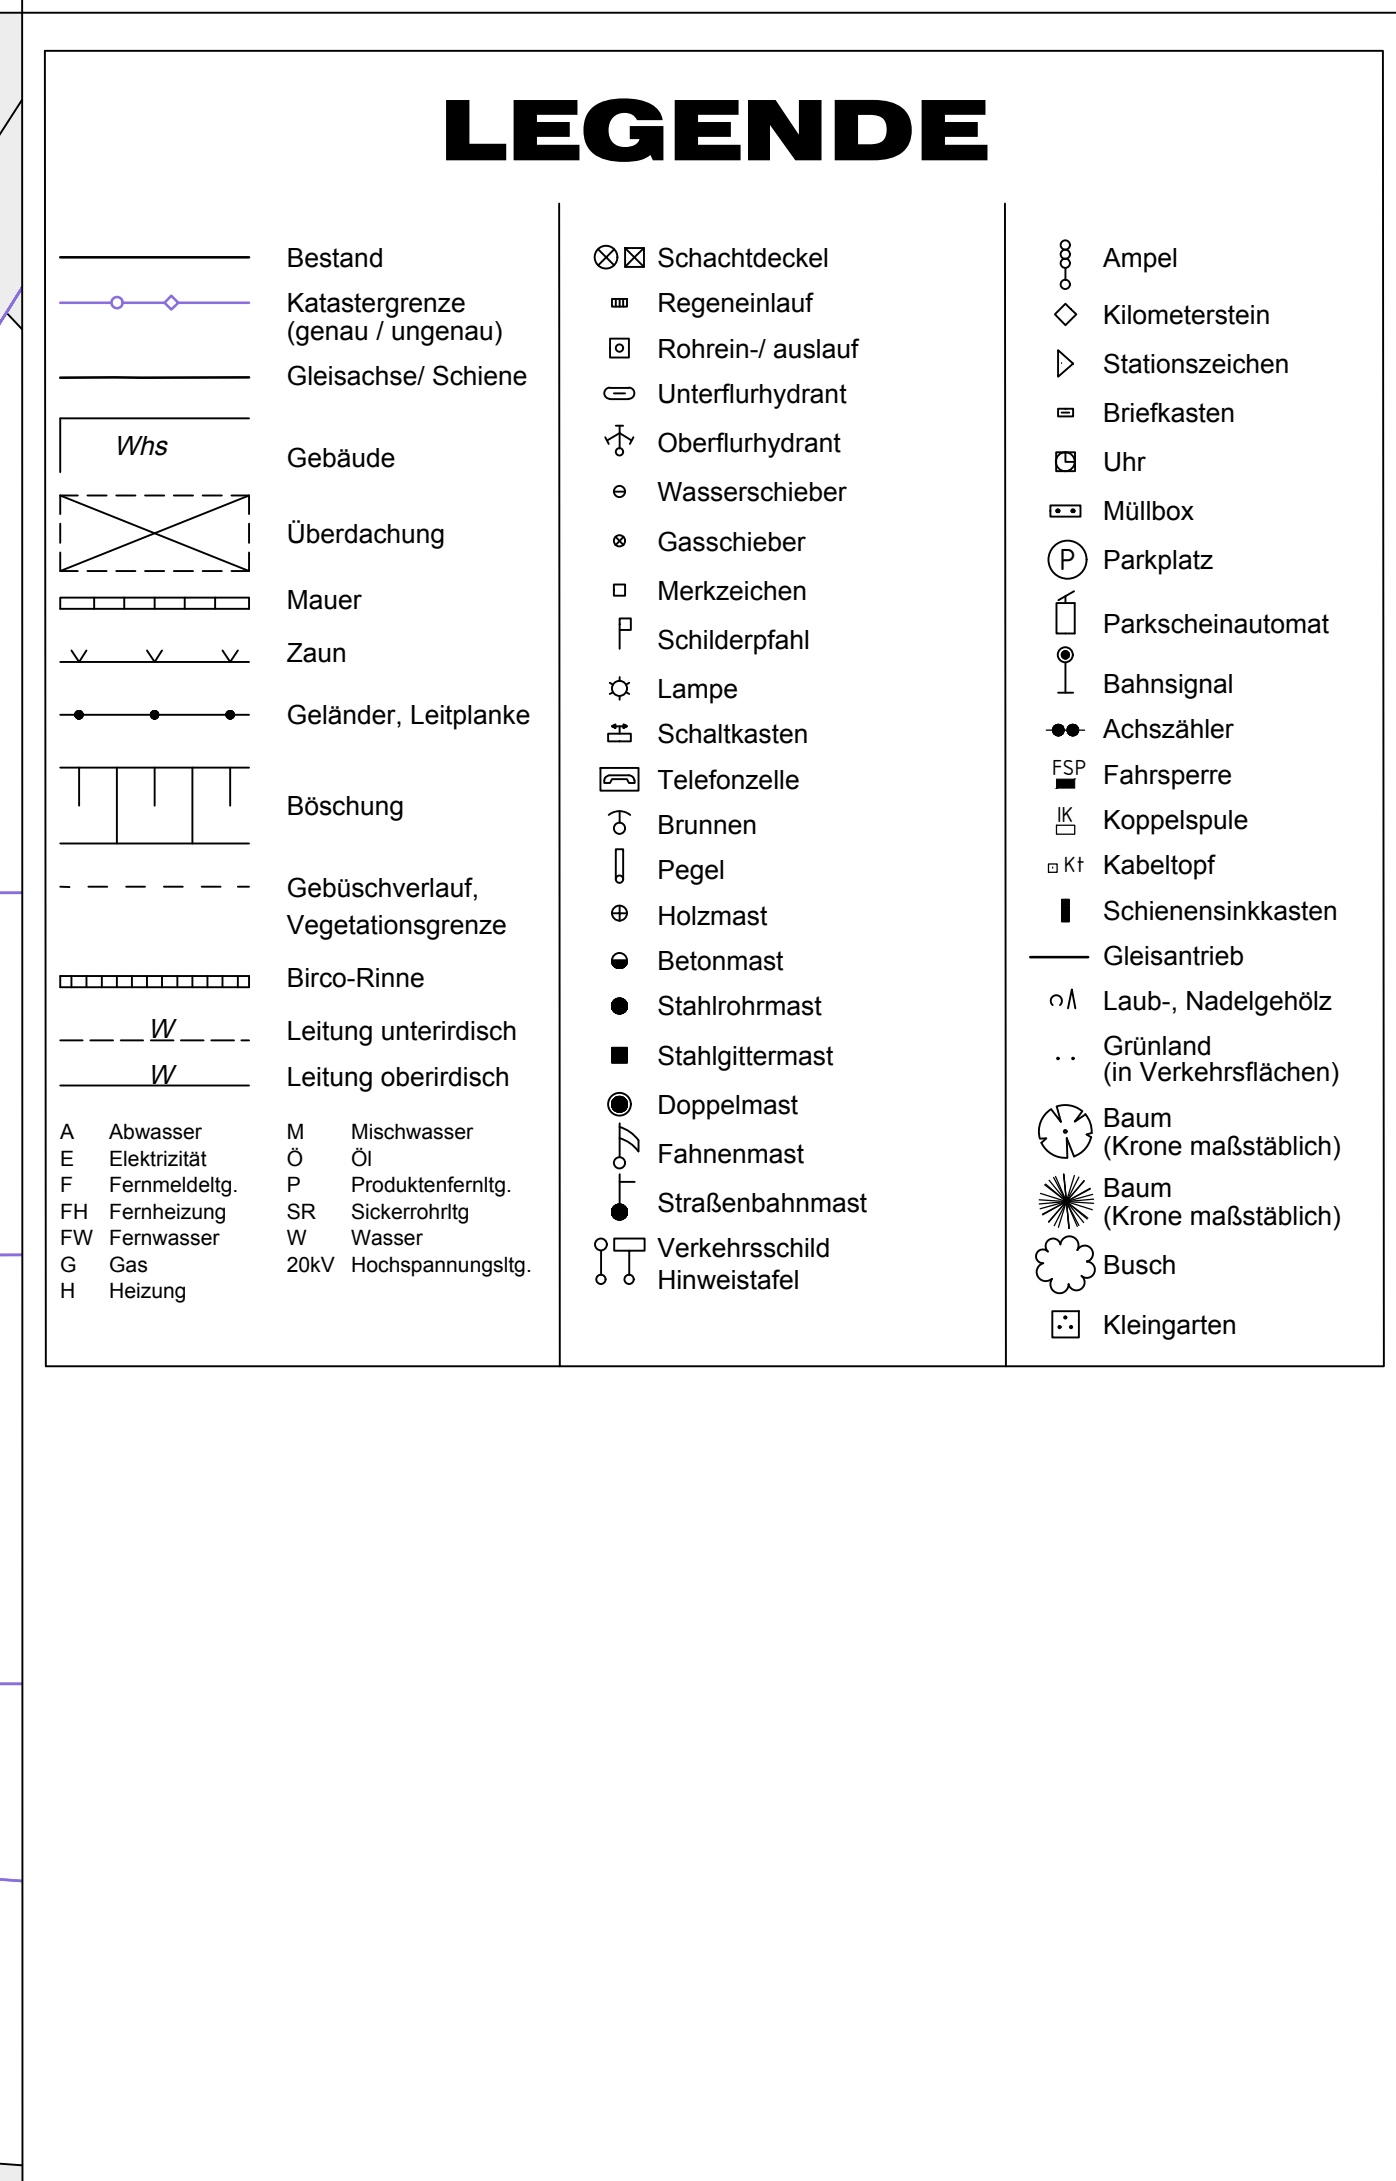 LEGENDE
Bestand
Katastergrenze
(genau / ungenau)
Gleisachse/ Schiene
Whs
Gebäude
Überdachung
Mauer
Zaun
Geländer, Leitplanke
Böschung
Gebüschverlauf,
Vegetationsgrenze
Birco-Rinne
W Leitung unterirdisch
W Leitung oberirdisch
A Abwasser M Mischwasser
E Elektrizität Ö Öl
F Fernmeldeltg. P Produktenfernltg.
FH Fernheizung SR Sickerrohrltg
FW Fernwasser W Wasser
G Gas 20kV Hochspannungsltg.
H Heizung
Schachtdeckel
Regeneinlauf
Rohrein-/ auslauf
Unterflurhydrant
Oberflurhydrant
Wasserschieber
Gasschieber
Merkzeichen
Schilderpfahl
Lampe
Schaltkasten
Telefonzelle
Brunnen
Pegel
Holzmast
Betonmast
Stahlrohrmast
Stahlgittermast
Doppelmast
Fahnenmast
Straßenbahnmast
Verkehrsschild
Hinweistafel
Ampel
Kilometerstein
Stationszeichen
Briefkasten
Uhr
Müllbox
P Parkplatz
Parkscheinautomat
Bahnsignal
Achszähler
FSP Fahrsperre
IK Koppelspule
Kt Kabeltopf
Schienensinkkasten
Gleisantrieb
Laub-, Nadelgehölz
Grünland
(in Verkehrsflächen)
Baum
(Krone maßstäblich)
Baum
(Krone maßstäblich)
Busch
Kleingarten